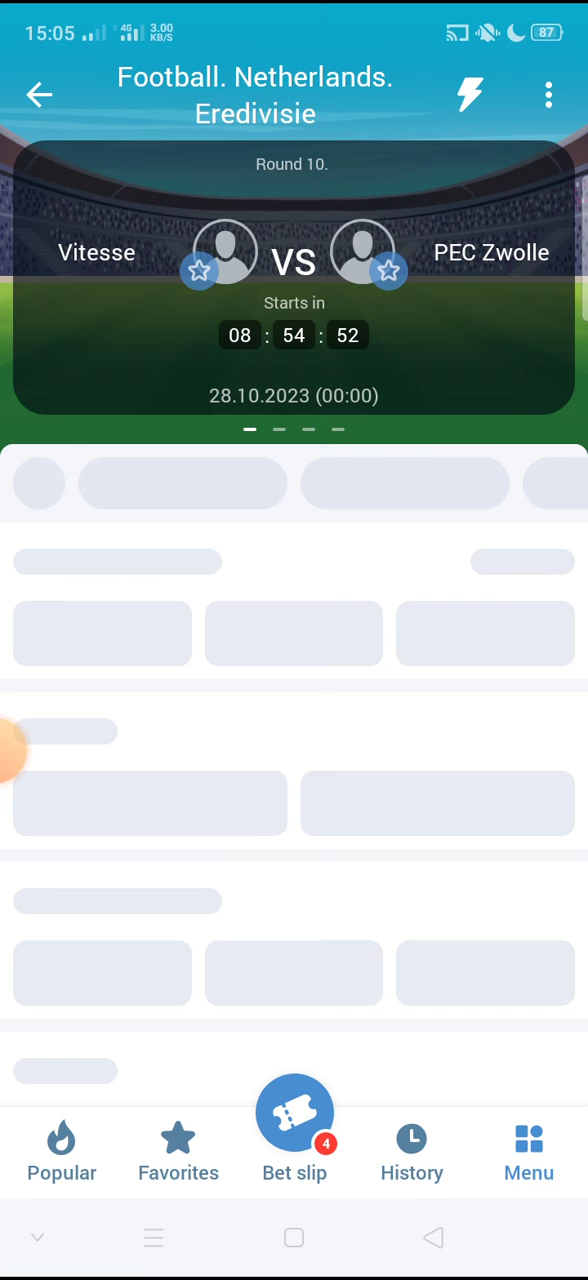 15:05 4G 3.00 KB/S 87
Football. Netherlands.
Eredivisie
Round 10.
Vitesse VS PEC Zwolle
Starts in
08 : 54 : 52
28.10.2023 (00:00)
4
Popular Favorites Bet slip History Menu